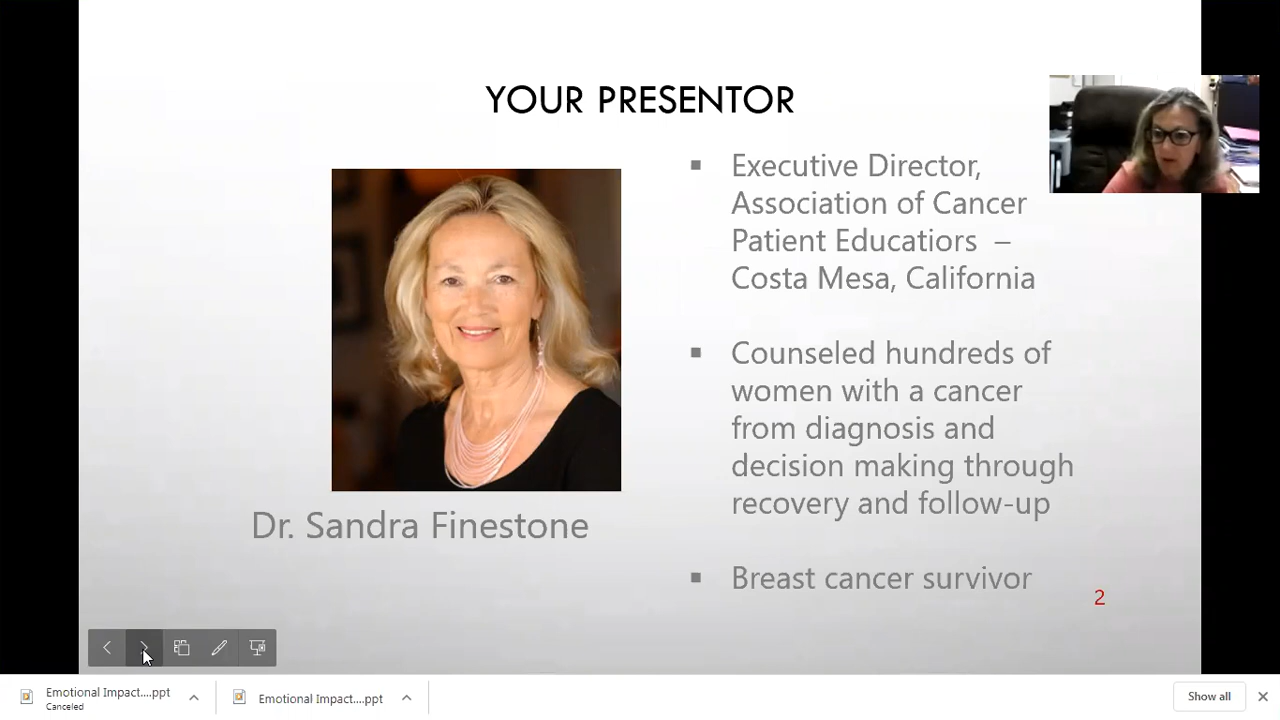 YOUR PRESENTOR
Executive Director,
Association of Cancer
Patient Educatiors –
Costa Mesa, California
Counseled hundreds of
women with a cancer
from diagnosis and
decision making through
recovery and follow-up
Breast cancer survivor
Dr. Sandra Finestone
2
Emotional Impact....ppt
Canceled
Emotional Impact....ppt
Show all